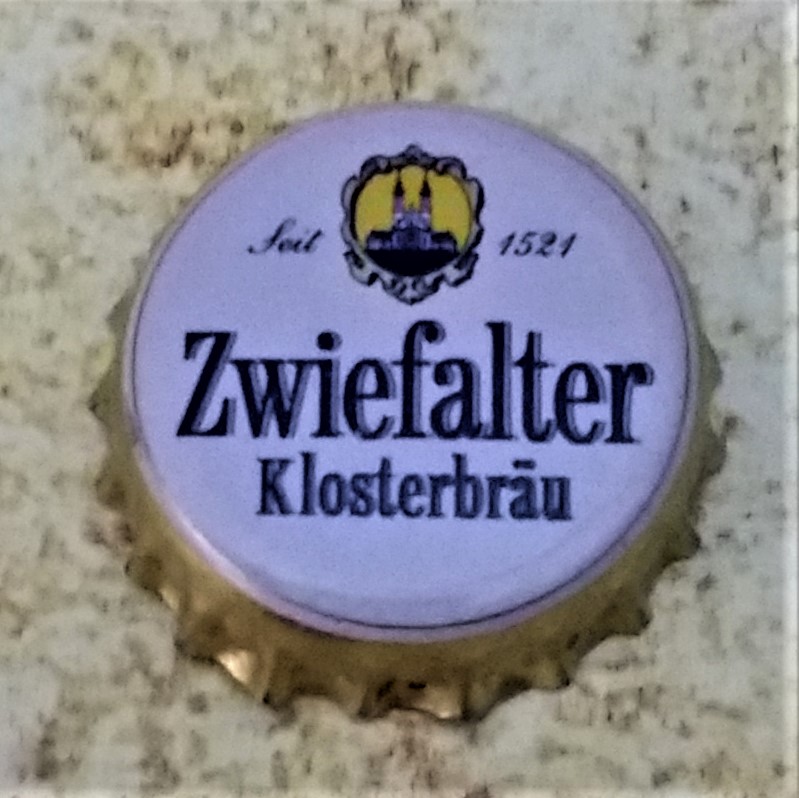 Seit 1521
Zwiefalter
Klosterbräu